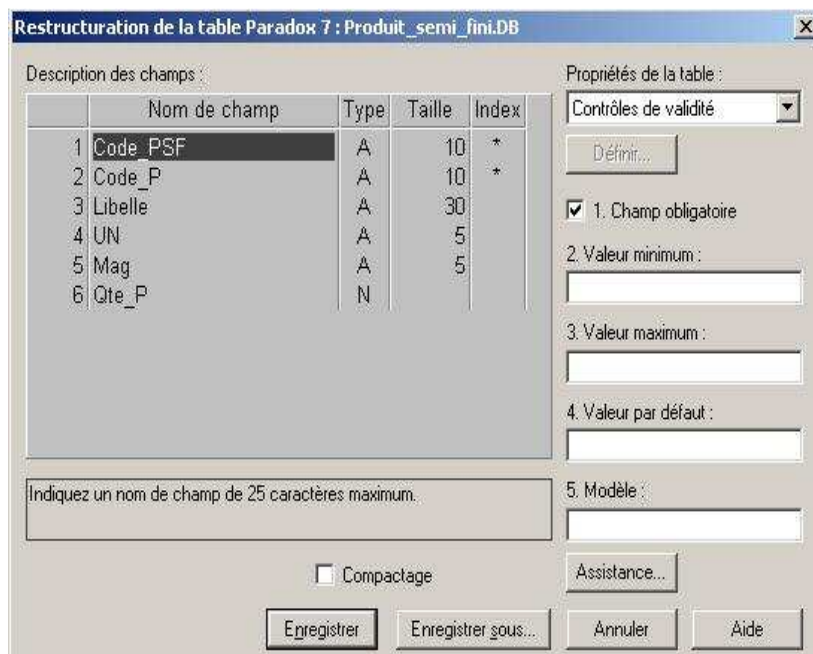 Restructuration de la table Paradox 7 : Produit_semi_fini.DB
Description des champs :
Nom de champ Type Taille Index
1 Code_PSF A 10 *
2 Code_P A 10 *
3 Libelle A 30
4 UN A 5
5 Mag A 5
6 Qte_P N
Indiquez un nom de champ de 25 caractères maximum.
Compactage
Enregistrer Enregistrer sous...
Propriétés de la table :
Contrôles de validité
Définir...
1. Champ obligatoire
2. Valeur minimum :
3. Valeur maximum :
4. Valeur par défaut :
5. Modèle :
Assistance...
Annuler Aide